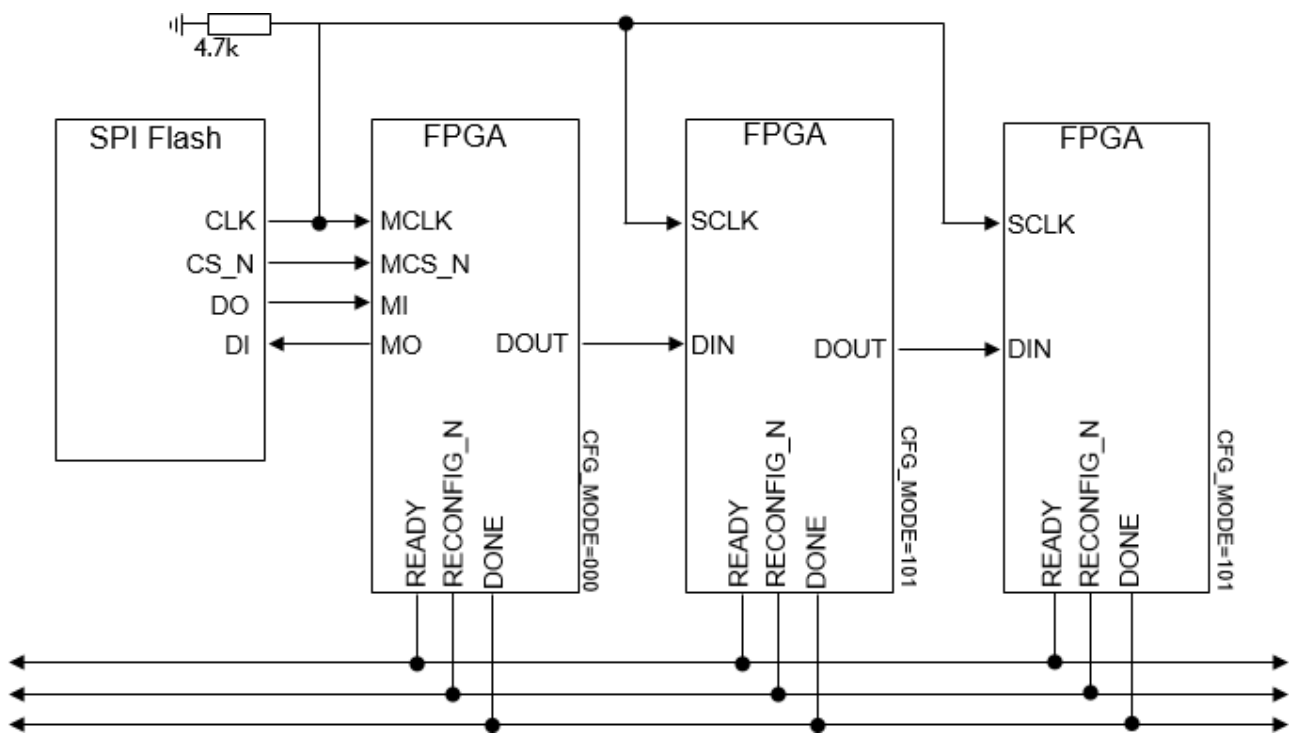 4.7k
SPI Flash
CLK
CS_N
DO
DI
FPGA
MCLK
MCS_N
MI
MO
DOUT
READY
RECONFIG_N
DONE
CFG_MODE=000
FPGA
SCLK
DIN
DOUT
READY
RECONFIG_N
DONE
CFG_MODE=101
FPGA
SCLK
DIN
READY
RECONFIG_N
DONE
CFG_MODE=101